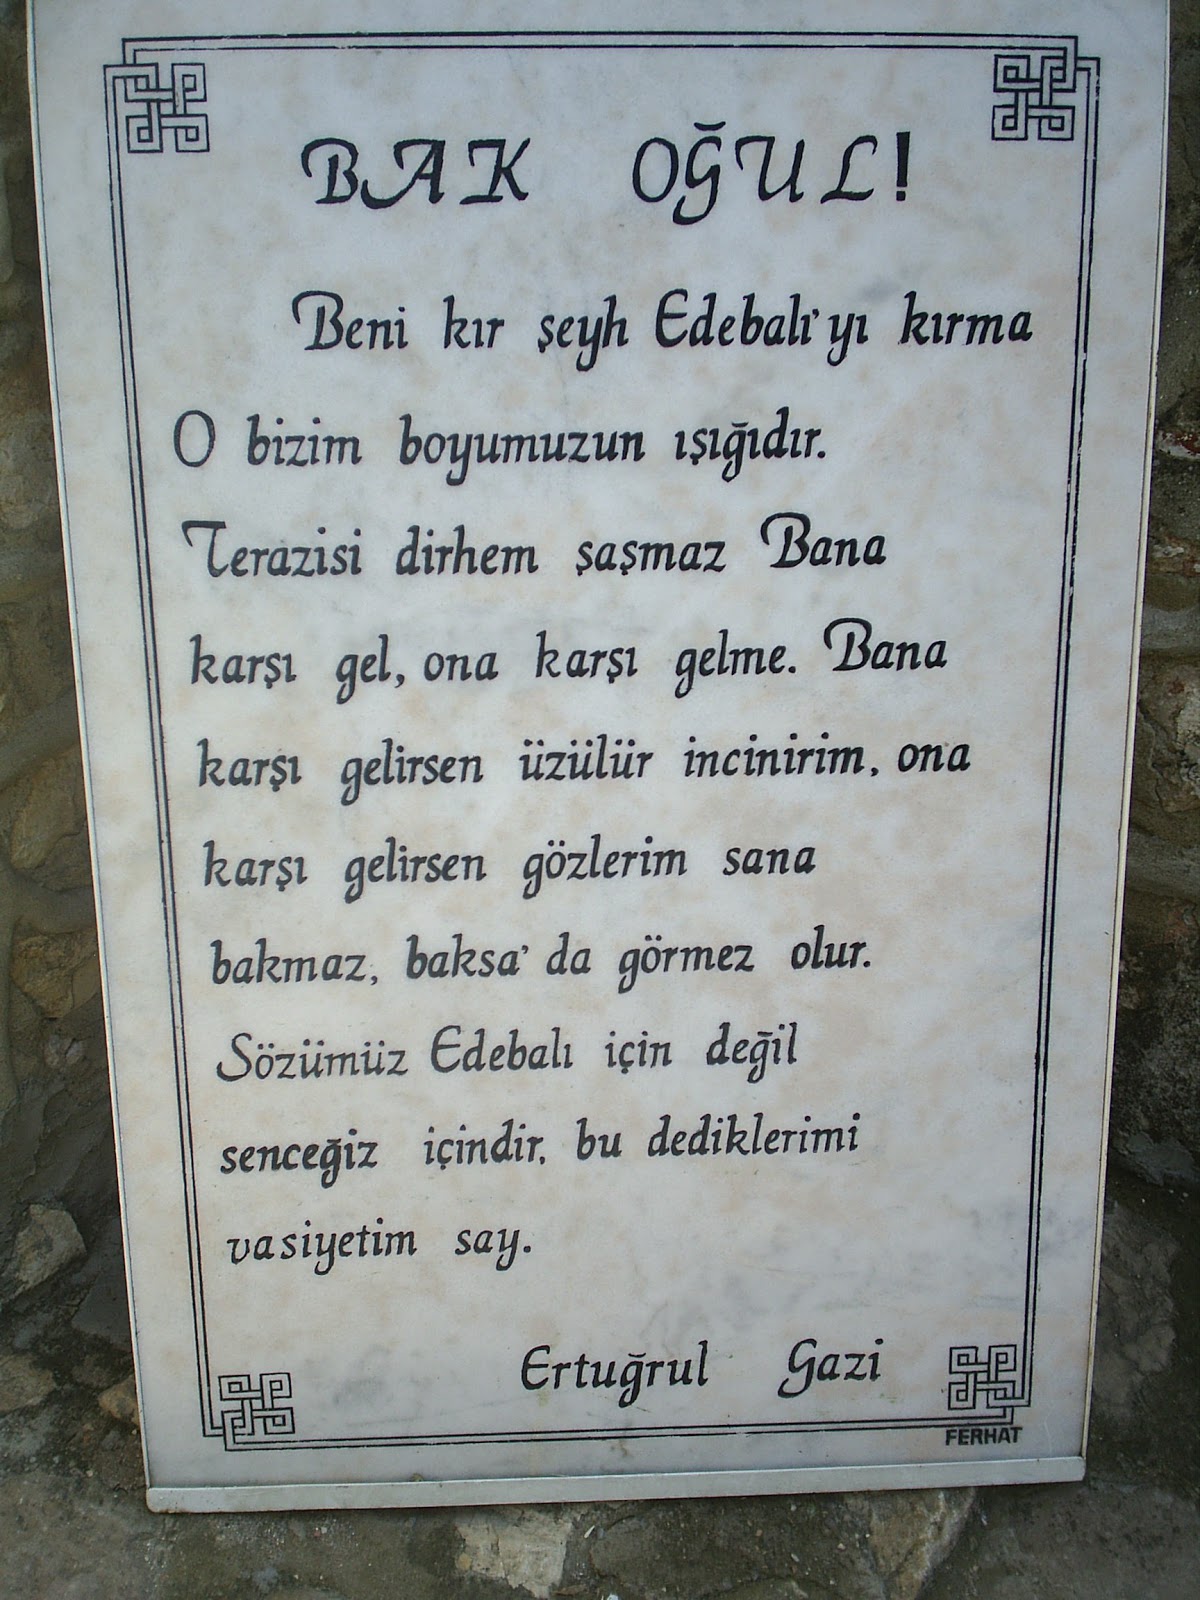 BAK OĞUL!
Beni kır şeyh Edebalı'yı kırma
O bizim boyumuzun ışığıdır.
Terazisi dirhem şaşmaz Bana
karşı gel, ona karşı gelme. Bana
karşı gelirsen üzülür incinirim, ona
karşı gelirsen gözlerim sana
bakmaz, baksa'da görmez olur.
Sözümüz Edebalı için değil
senceğiz içindir, bu dediklerimi
vasiyetim say.
Ertuğrul Gazi
FERHAT